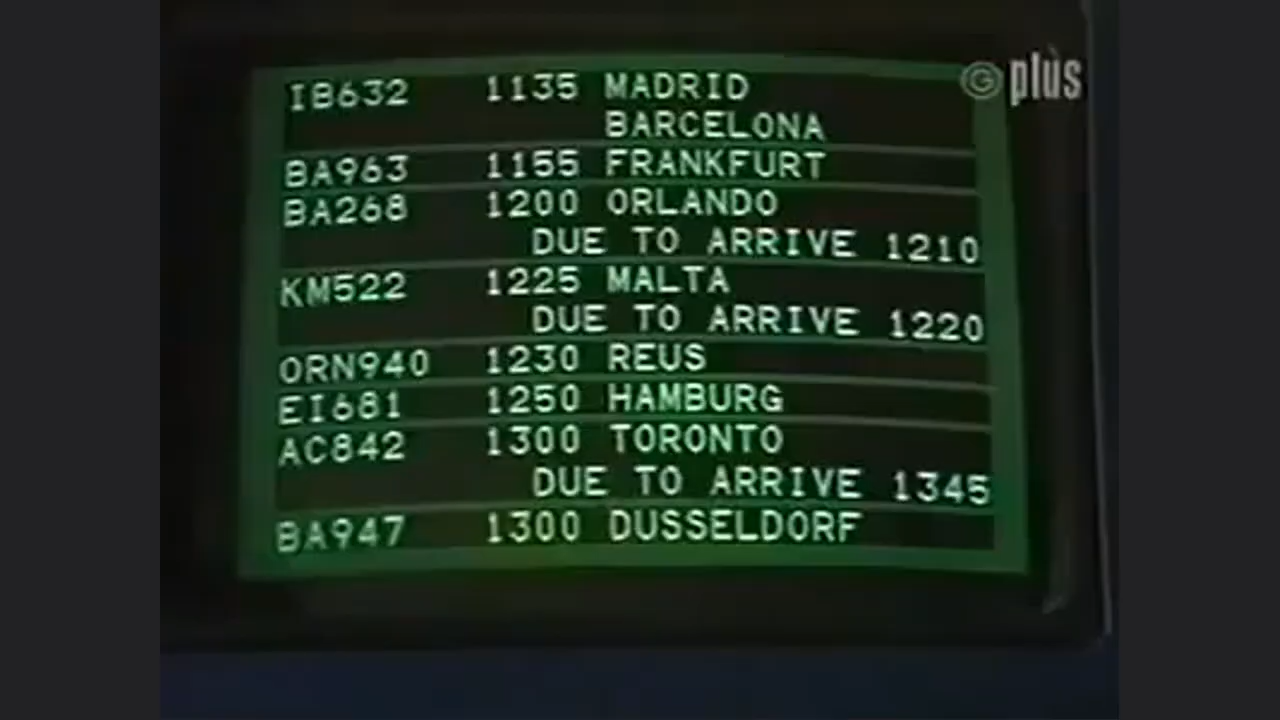 G plùs
IB632 1135 MADRID
BARCELONA
BA963 1155 FRANKFURT
BA268 1200 ORLANDO
DUE TO ARRIVE 1210
KM522 1225 MALTA
DUE TO ARRIVE 1220
ORN940 1230 REUS
EI681 1250 HAMBURG
AC842 1300 TORONTO
DUE TO ARRIVE 1345
BA947 1300 DUSSELDORF